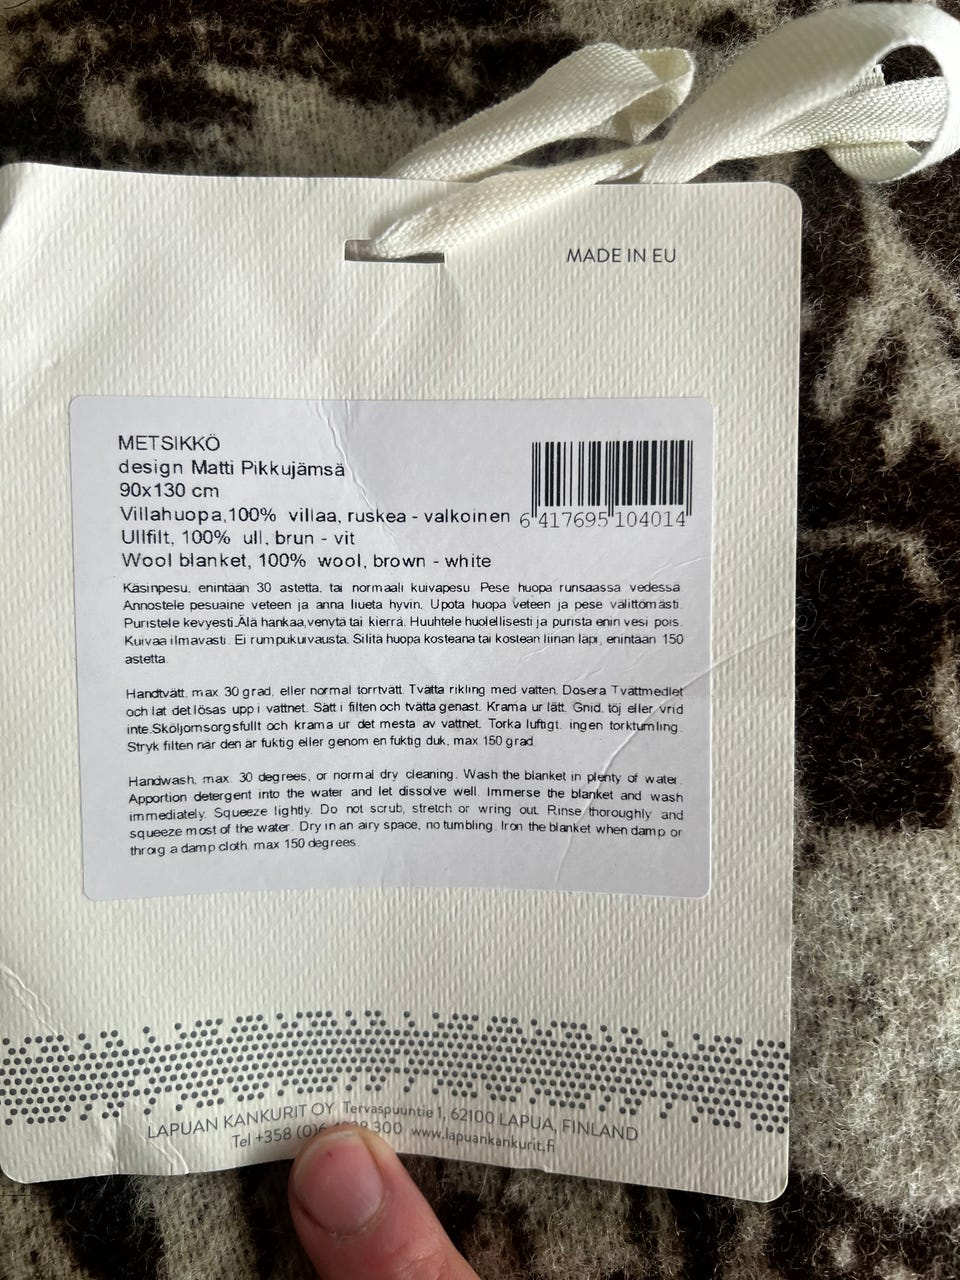 MADE IN EU
METSIKKÖ
design Matti Pikkujämsä
90x130 cm
Villahuopa,100% villaa, ruskea - valkoinen
6 417695 104014
Ullfilt, 100% ull, brun - vit
Wool blanket, 100% wool, brown - white
Käsinpesu, enintään 30 astetta, tai normaali kuivapesu. Pese huopa runsaassa vedessä.
Annostele pesuaine veteen ja anna liueta hyvin. Upota huopa veteen ja pese välittömästi.
Puristele kevyesti.Älä hankaa,venytä tai kierrä. Huuhtele huolellisesti ja purista enin vesi pois.
Kuivaa ilmavasti. Ei rumpukuivausta. Silitä huopa kosteana tai kostean liinan läpi, enintään 150
astetta.
Handtvätt, max 30 grad, eller normal torrtvätt. Tvätta rikling med vatten. Dosera Tvättmedlet
och låt det lösas upp i vattnet. Sätt i filten och tvätta genast. Krama ur lätt. Gnid, töj eller vrid
inte.Sköljomsorgsfullt och krama ur det mesta av vattnet. Torka luftigt, ingen torktumling.
Stryk filten när den är fuktig eller genom en fuktig duk, max 150 grad.
Handwash, max. 30 degrees, or normal dry cleaning. Wash the blanket in plenty of water.
Apportion detergent into the water and let dissolve well. Immerse the blanket and wash
immediately. Squeeze lightly. Do not scrub, stretch or wring out. Rinse thoroughly and
squeeze most of the water. Dry in an airy space, no tumbling. Iron the blanket when damp or
throig a damp cloth, max 150 degrees.
LAPUAN KANKURIT OY Tervaspuuntie 1, 62100 LAPUA, FINLAND
Tel +358 (0)6 300 www.lapuankankurit.fi